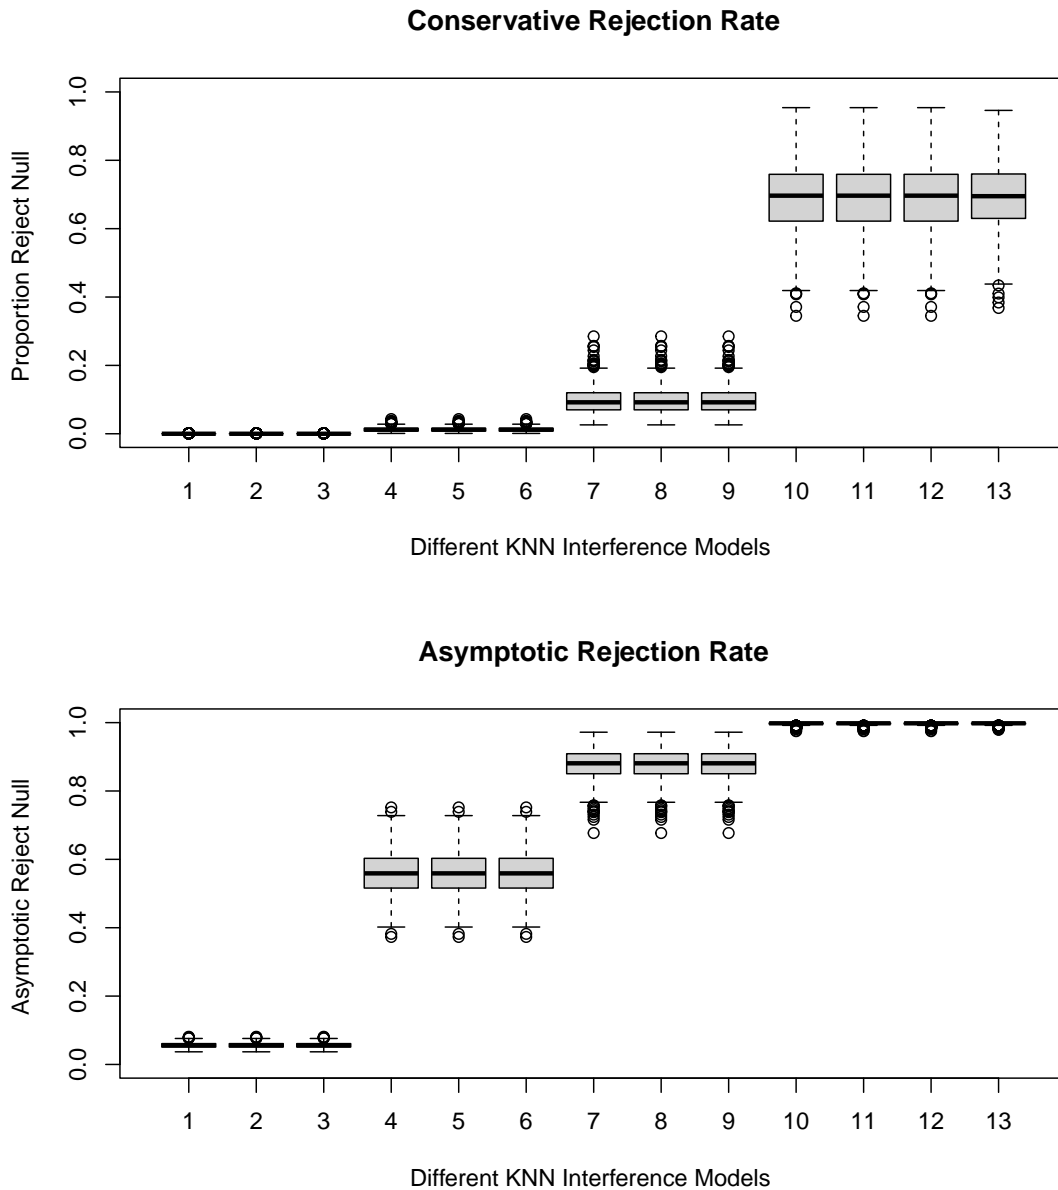 Conservative Rejection Rate
Proportion Reject Null
1.0
0.8
0.6
0.4
0.2
0.0
1 2 3 4 5 6 7 8 9 10 11 12 13
Different KNN Interference Models
Asymptotic Rejection Rate
Asymptotic Reject Null
1.0
0.8
0.6
0.4
0.2
0.0
1 2 3 4 5 6 7 8 9 10 11 12 13
Different KNN Interference Models